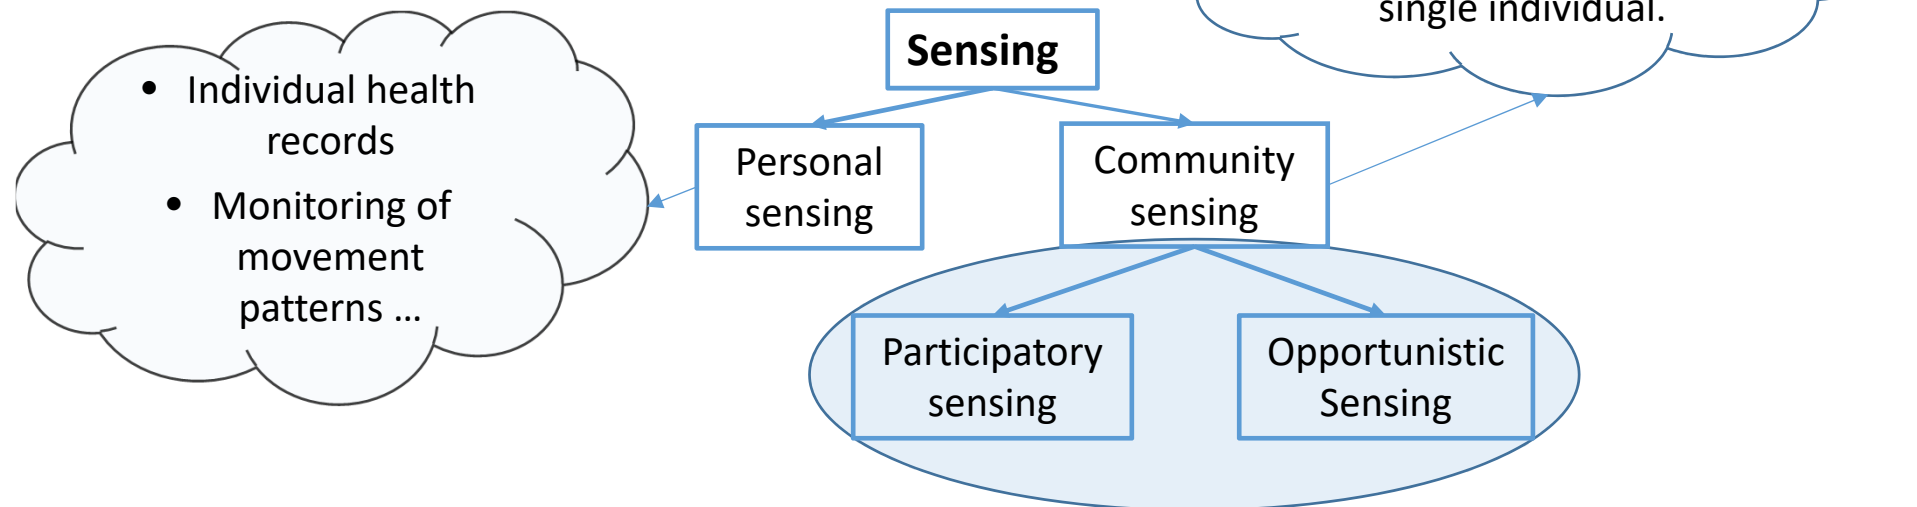 single individual.
Sensing
• Individual health
records
• Monitoring of
movement
patterns ...
Personal
sensing
Community
sensing
Participatory
sensing
Opportunistic
Sensing